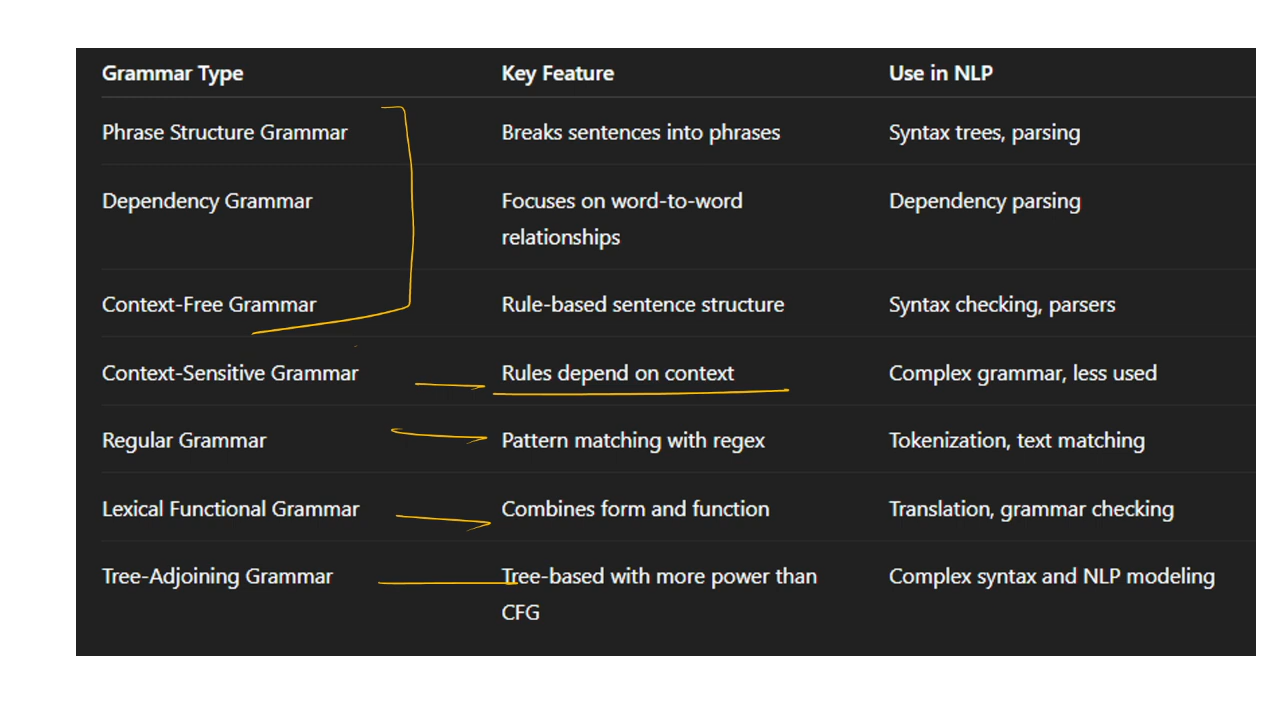 Grammar Type Key Feature Use in NLP
Phrase Structure Grammar Breaks sentences into phrases Syntax trees, parsing
Dependency Grammar Focuses on word-to-word Dependency parsing
relationships
Context-Free Grammar Rule-based sentence structure Syntax checking, parsers
Context-Sensitive Grammar Rules depend on context Complex grammar, less used
Regular Grammar Pattern matching with regex Tokenization, text matching
Lexical Functional Grammar Combines form and function Translation, grammar checking
Tree-Adjoining Grammar Tree-based with more power than Complex syntax and NLP modeling
CFG